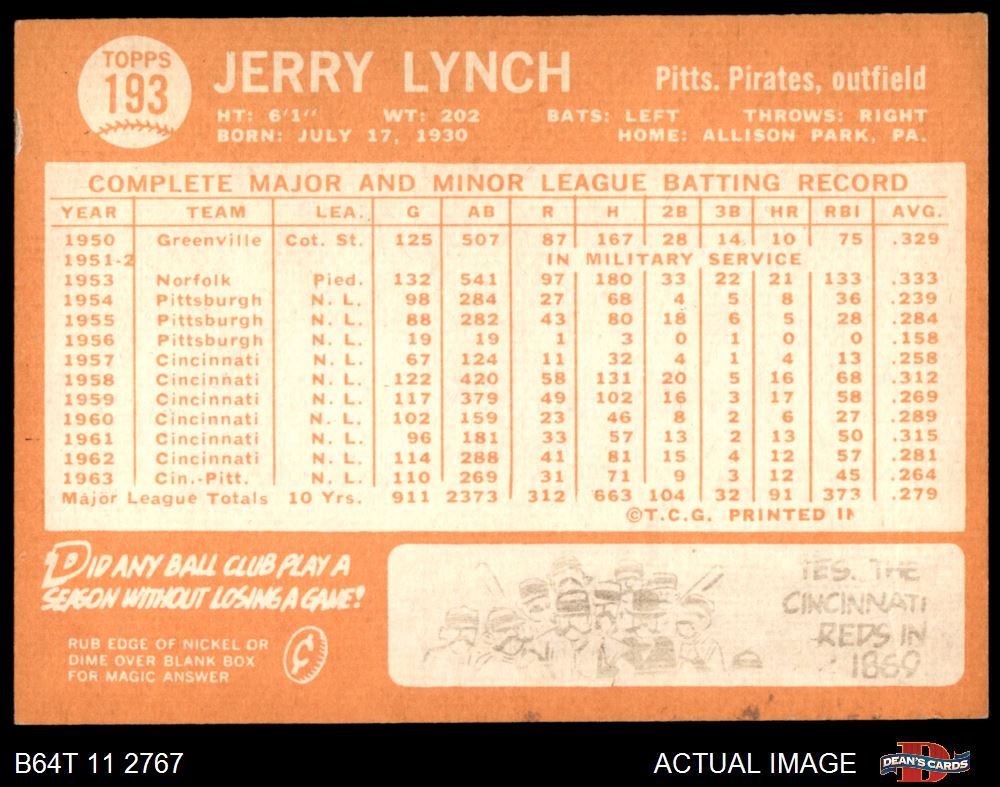 TOPPS
193
JERRY LYNCH
Pitts. Pirates, outfield
HT: 6'1" WT: 202 BATS: LEFT THROWS: RIGHT
BORN: JULY 17, 1930 HOME: ALLISON PARK, PA.
COMPLETE MAJOR AND MINOR LEAGUE BATTING RECORD
YEAR TEAM LEA. G AB R H 2B 3B HR RBI AVG.
1950 Greenville Cot. St. 125 507 87 167 28 14 10 75 .329
1951-2 IN MILITARY SERVICE
1953 Norfolk Pied. 132 541 97 180 33 22 21 133 .333
1954 Pittsburgh N. L. 98 284 27 68 4 5 8 36 .239
1955 Pittsburgh N. L. 88 282 43 80 18 6 5 28 .284
1956 Pittsburgh N. L. 19 19 1 3 0 1 0 0 .158
1957 Cincinnati N. L. 67 124 11 32 4 1 4 13 .258
1958 Cincinnati N. L. 122 420 58 131 20 5 16 68 .312
1959 Cincinnati N. L. 117 379 49 102 16 3 17 58 .269
1960 Cincinnati N. L. 102 159 23 46 8 2 6 27 .289
1961 Cincinnati N. L. 96 181 33 57 13 2 13 50 .315
1962 Cincinnati N. L. 114 288 41 81 15 4 12 57 .281
1963 Cin.-Pitt. N. L. 110 269 31 71 9 3 12 45 .264
Major League Totals 10 Yrs. 911 2373 312 663 104 32 91 373 .279
©T.C.G. PRINTED IN
DID ANY BALL CLUB PLAY A
SEASON WITHOUT LOSING A GAME?
RUB EDGE OF NICKEL OR
DIME OVER BLANK BOX
FOR MAGIC ANSWER
¢
YES. THE
CINCINNATI
REDS IN
1869
B64T 11 2767
ACTUAL IMAGE
DEAN'S CARDS